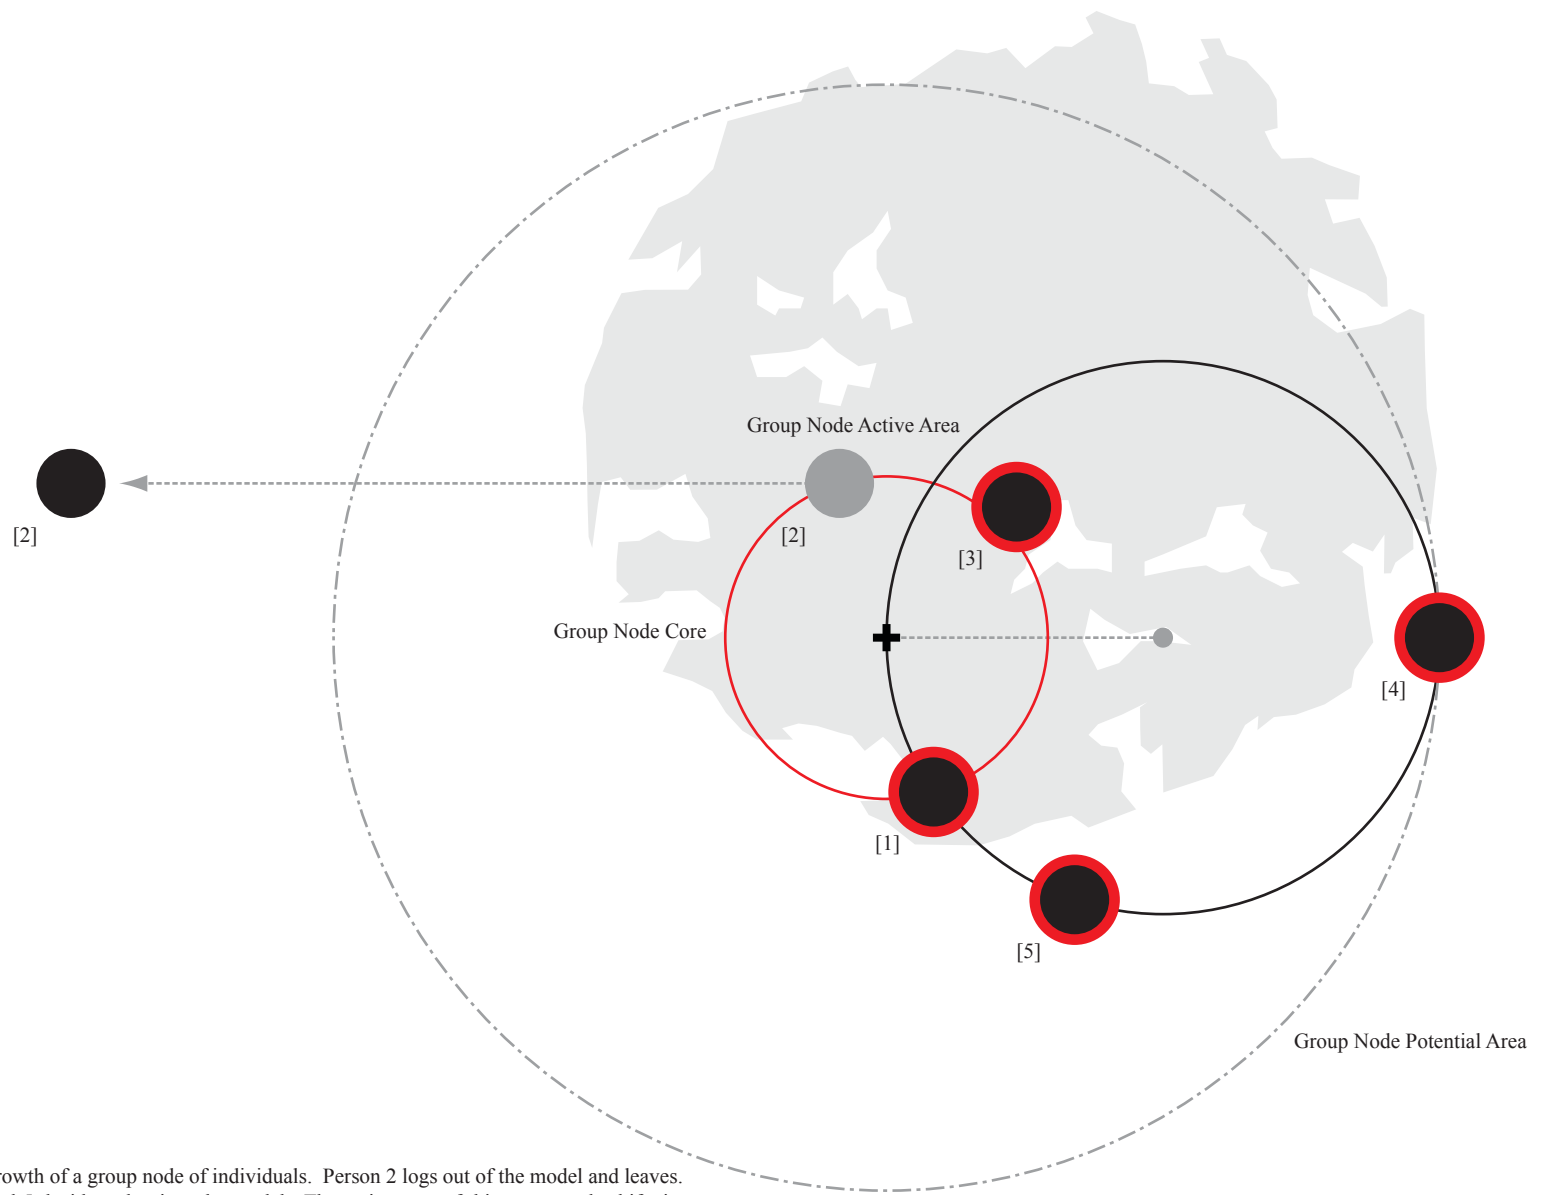 Group Node Active Area
[2]
[2]
[3]
Group Node Core
[4]
[1]
[5]
Group Node Potential Area
rowth of a group node of individuals.  Person 2 logs out of the model and leaves.